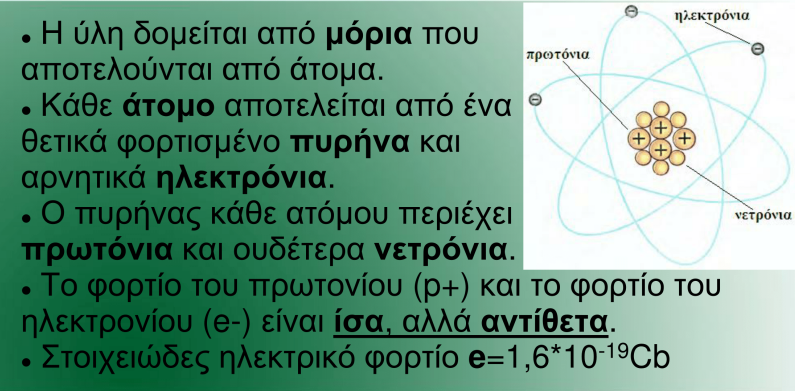 • Η ύλη δομείται από μόρια που
αποτελούνται από άτομα.
• Κάθε άτομο αποτελείται από ένα
θετικά φορτισμένο πυρήνα και
αρνητικά ηλεκτρόνια.
• Ο πυρήνας κάθε ατόμου περιέχει
πρωτόνια και ουδέτερα νετρόνια.
• Το φορτίο του πρωτονίου (p+) και το φορτίο του
ηλεκτρονίου (e-) είναι ίσα, αλλά αντίθετα.
• Στοιχειώδες ηλεκτρικό φορτίο e=1,6*10⁻¹⁹Cb
ηλεκτρόνια
πρωτόνια
νετρόνια